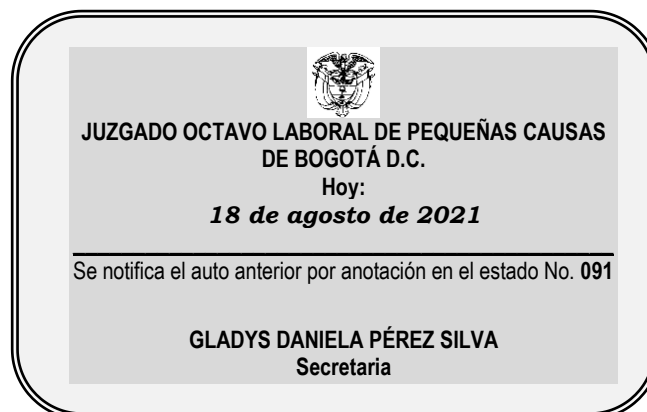 JUZGADO OCTAVO LABORAL DE PEQUEÑAS CAUSAS
DE BOGOTÁ D.C.
Hoy:
18 de agosto de 2021
Se notifica el auto anterior por anotación en el estado No. 091
GLADYS DANIELA PÉREZ SILVA
Secretaria